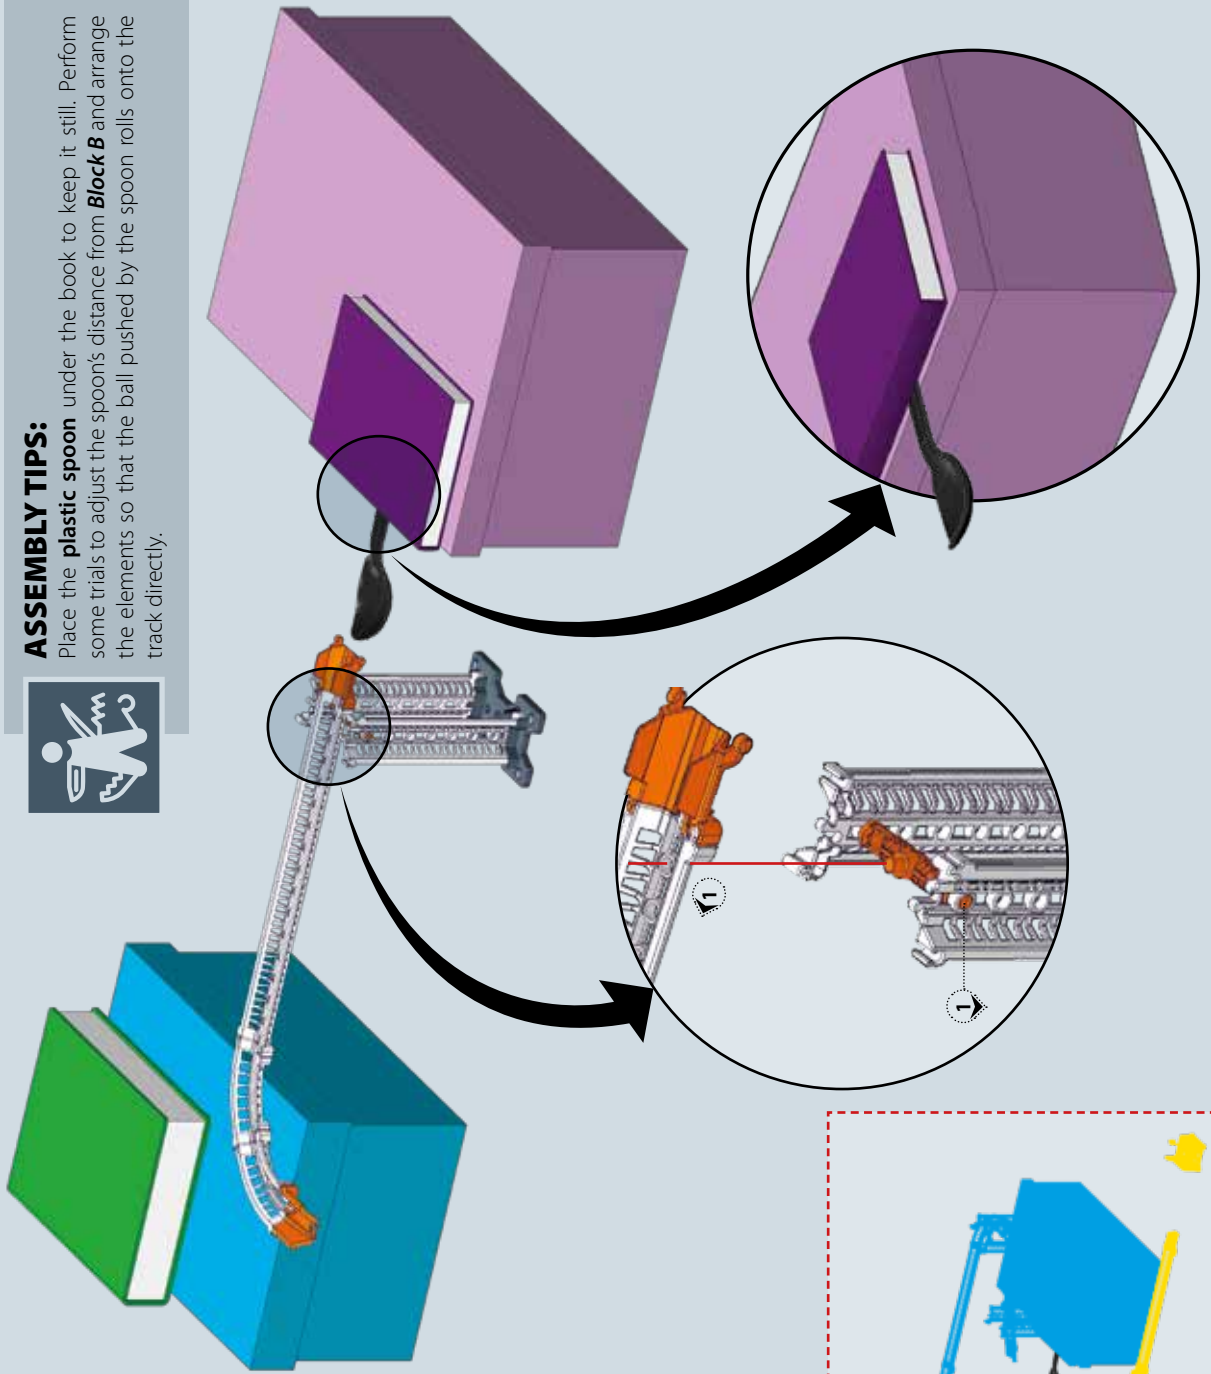 ASSEMBLY TIPS:
Place the plastic spoon under the book to keep it still. Perform
some trials to adjust the spoon's distance from Block B and arrange
the elements so that the ball pushed by the spoon rolls onto the
track directly.
1
1